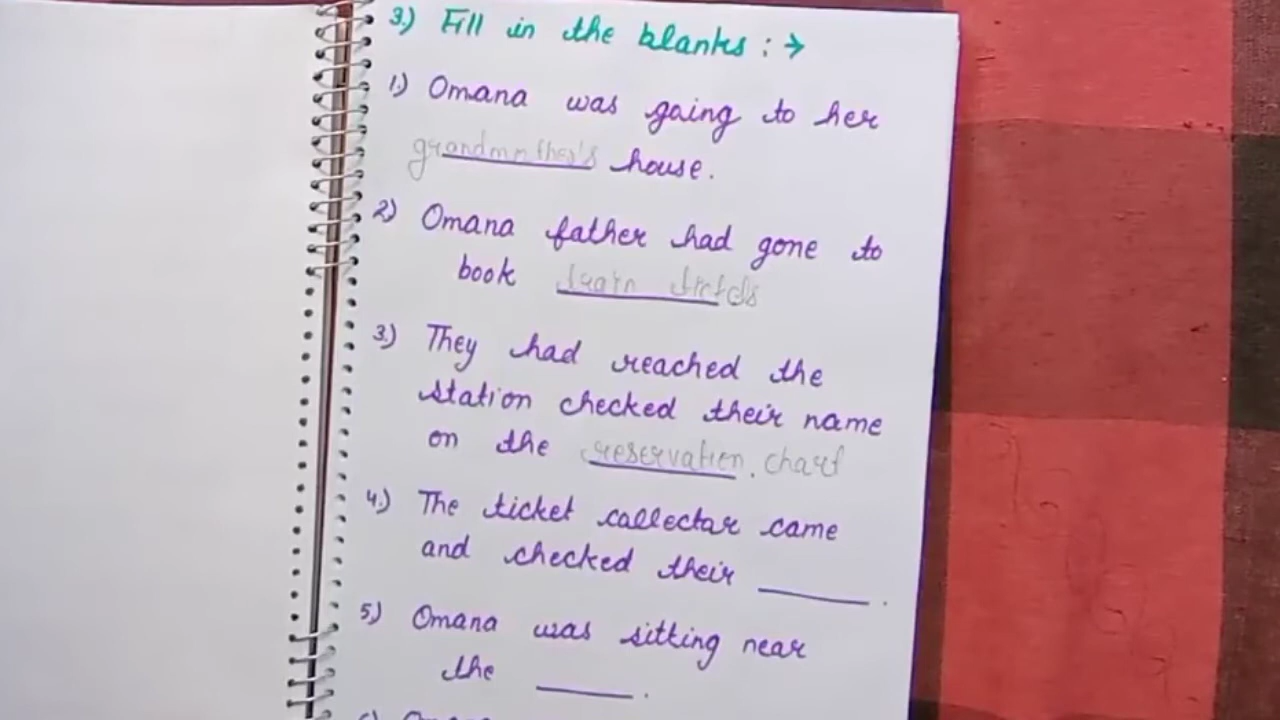 3.) Fill in the blanks : →
1.) Omana was going to her
grandmother's house.
2) Omana father had gone to
book train tickets
3.) They had reached the
station checked their name
on the reservation. chart
4.) The ticket collectar came
and checked their ______.
5.) Omana was sitting near
the _____.